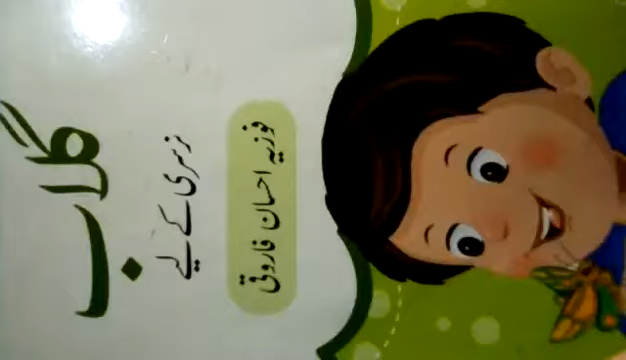 گلاب
نرسری کے لیے
فوزیہ احسان فاروقی